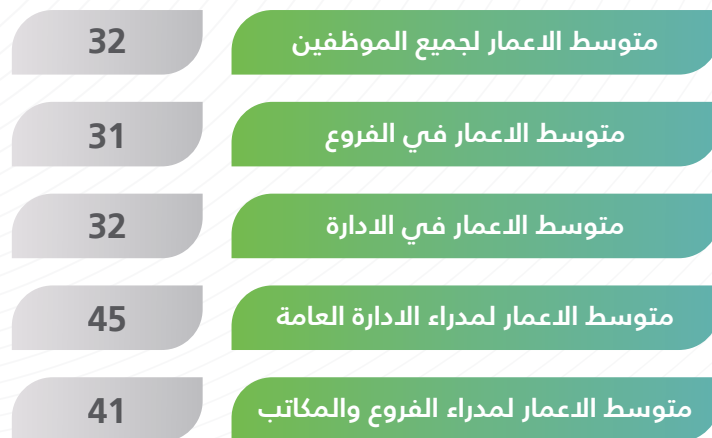 متوسط الاعمار لجميع الموظفين 32
متوسط الاعمار في الفروع 31
متوسط الاعمار في الادارة 32
متوسط الاعمار لمدراء الادارة العامة 45
متوسط الاعمار لمدراء الفروع والمكاتب 41